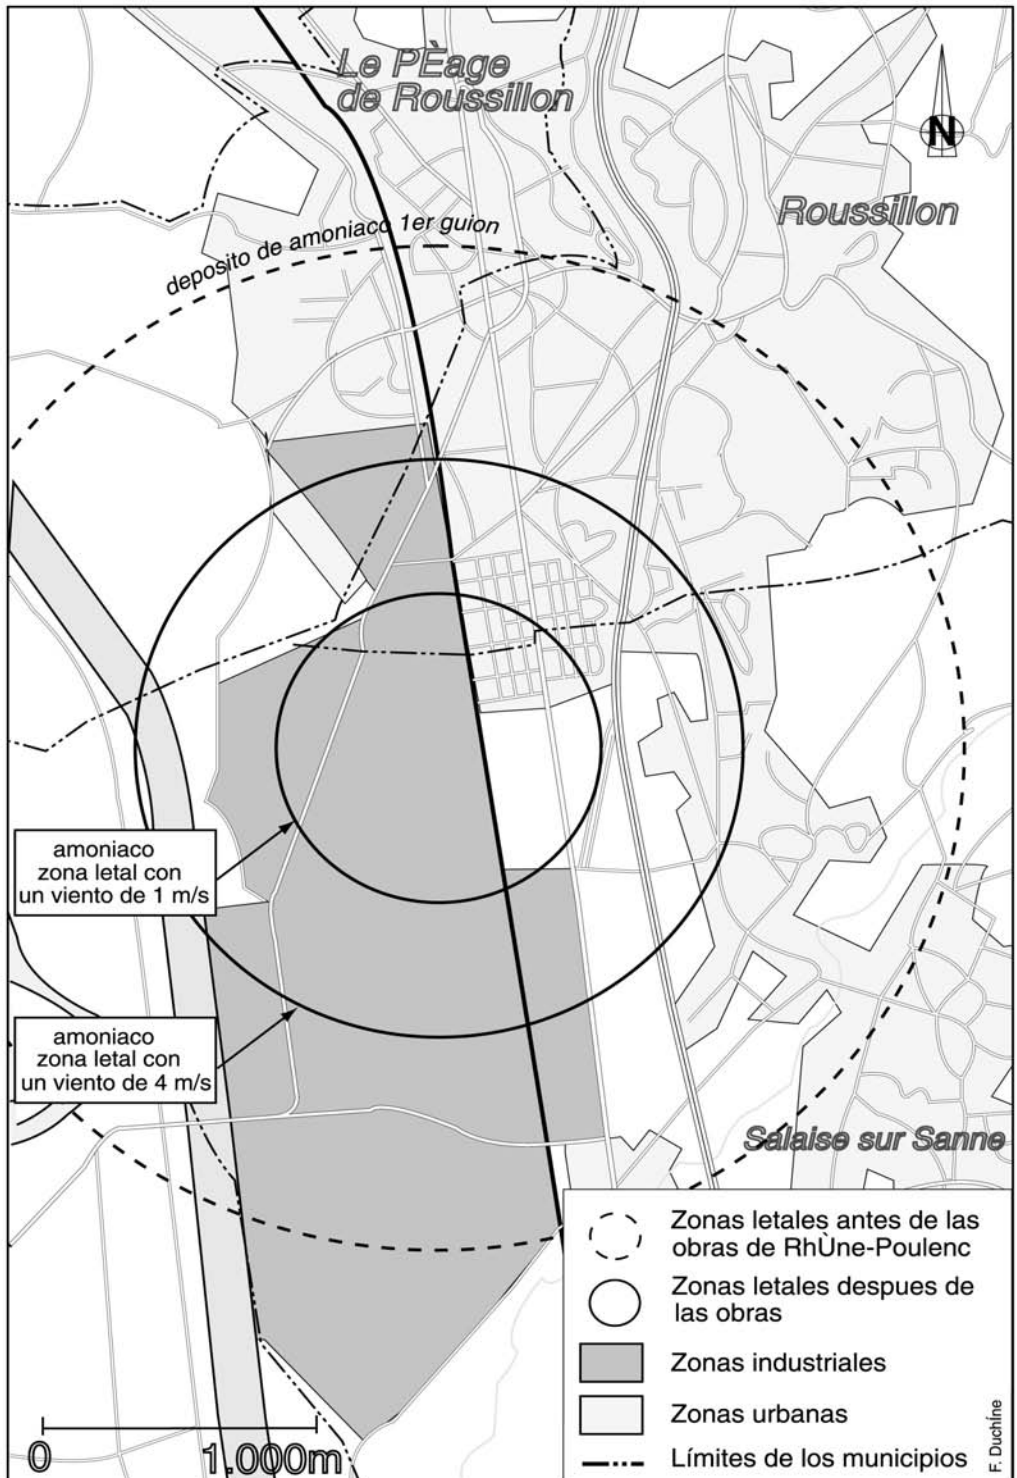 Le PÈage
de Roussillon
N
Roussillon
deposito de amoniaco 1er guion
amoniaco
zona letal con
un viento de 1 m/s
amoniaco
zona letal con
un viento de 4 m/s
Salaise sur Sanne
Zonas letales antes de las
obras de RhÙne-Poulenc
Zonas letales despues de
las obras
Zonas industriales
Zonas urbanas
Límites de los municipios
0 1.000m
F. Duchíne